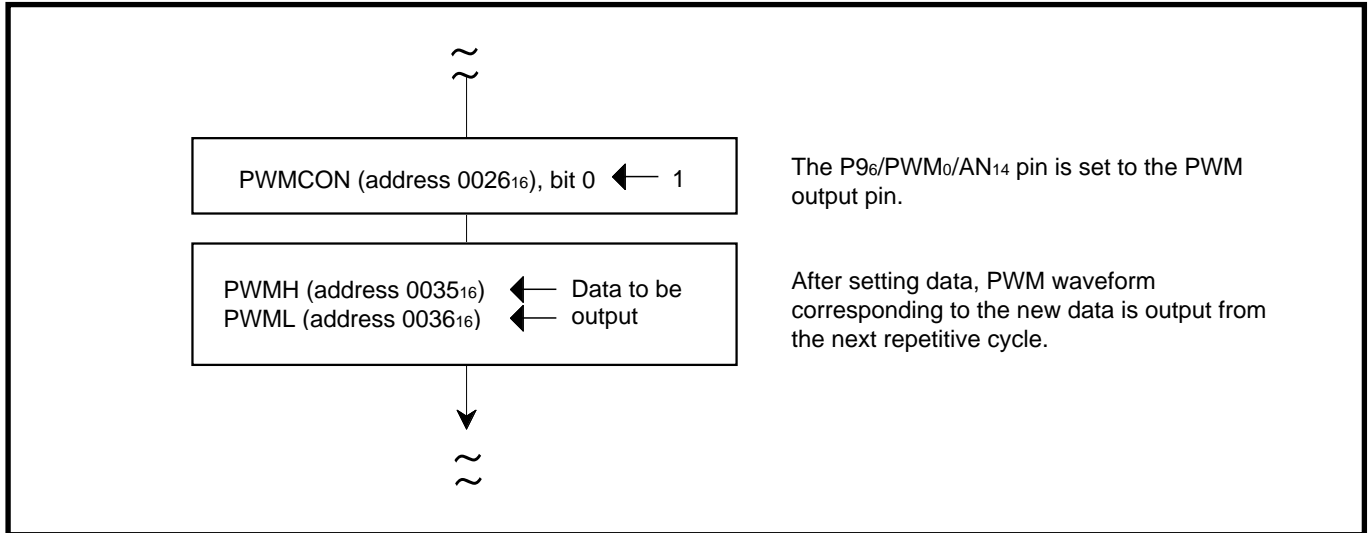 PWMCON (address 0026₁₆), bit 0 ← 1
The P9₆/PWM₀/AN₁₄ pin is set to the PWM
output pin.
PWMH (address 0035₁₆) ← Data to be
PWML (address 0036₁₆) ← output
After setting data, PWM waveform
corresponding to the new data is output from
the next repetitive cycle.